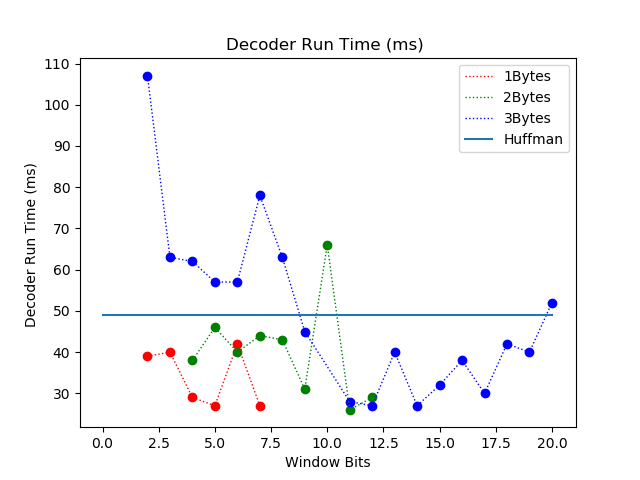 Decoder Run Time (ms)
1Bytes
2Bytes
3Bytes
Huffman
Decoder Run Time (ms)
110
100
90
80
70
60
50
40
30
0.0 2.5 5.0 7.5 10.0 12.5 15.0 17.5 20.0
Window Bits